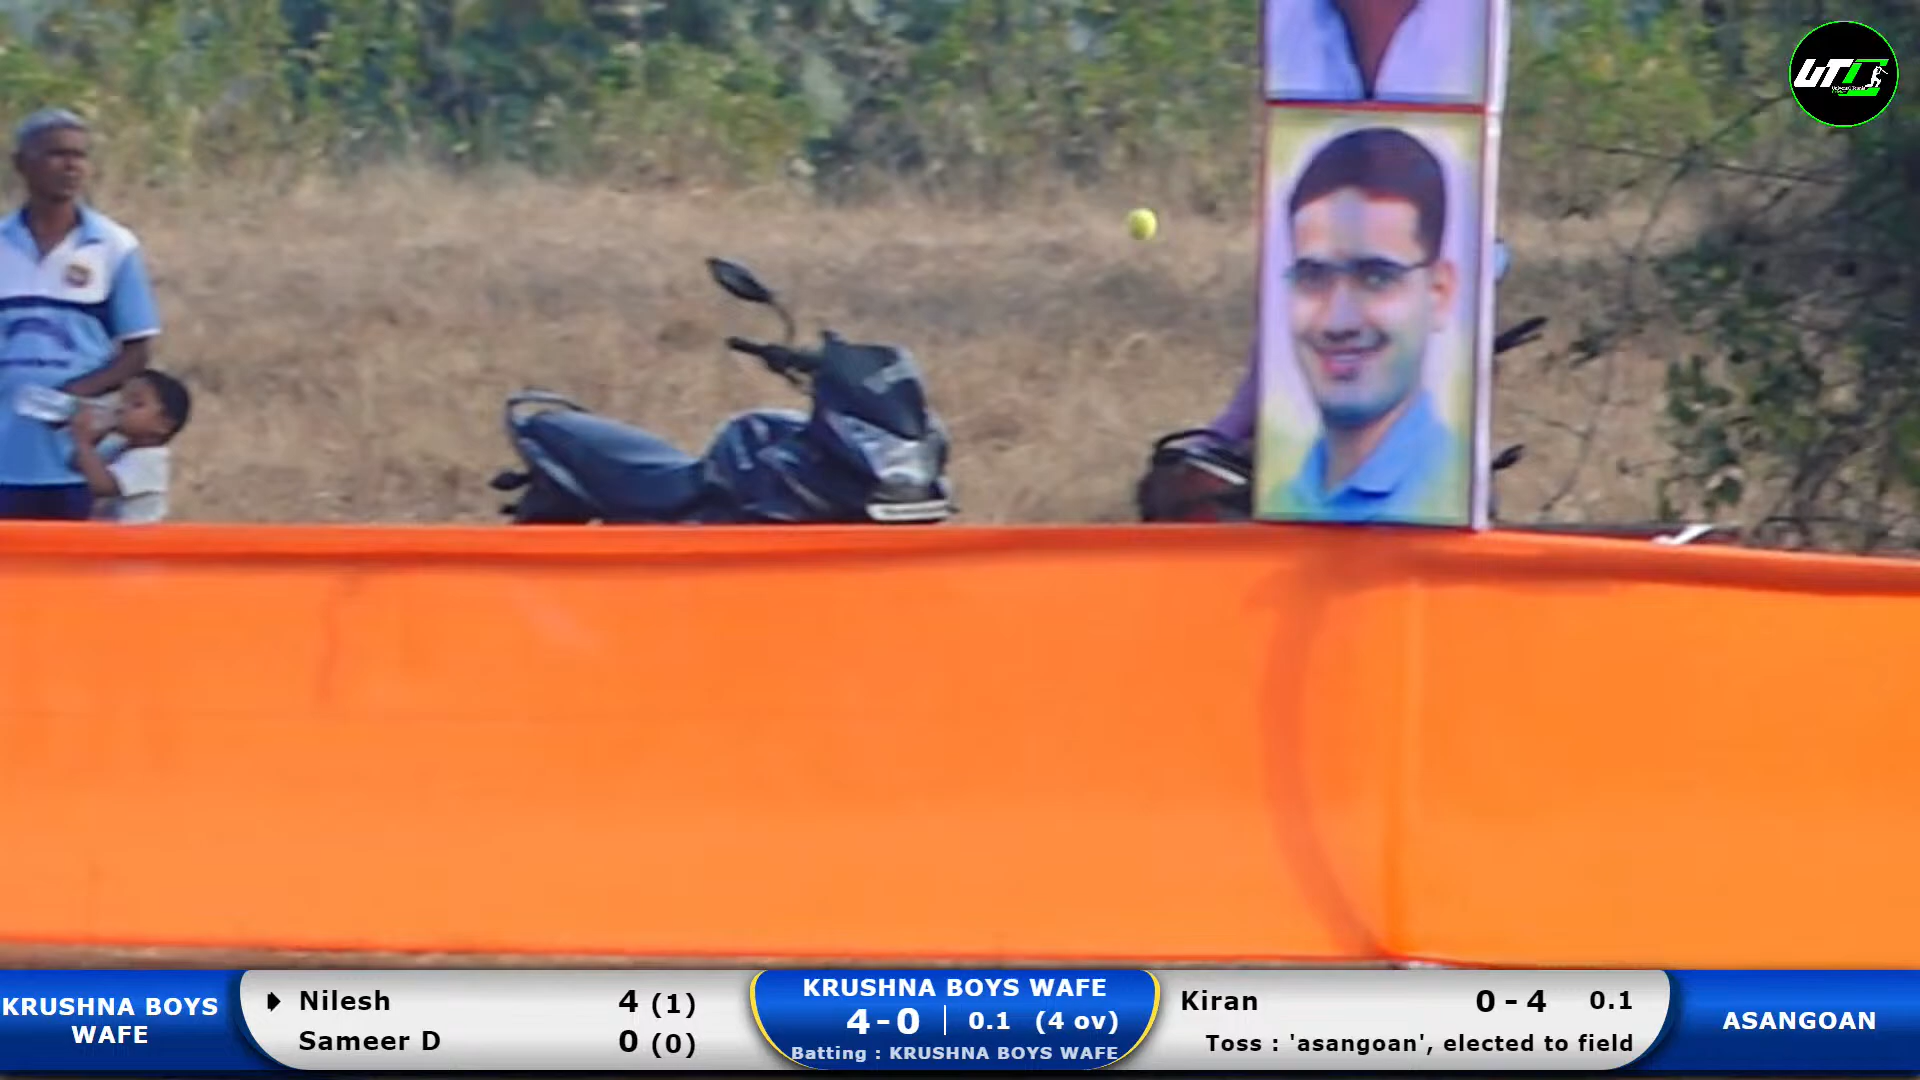 UTC
KRUSHNA BOYS
WAFE
Nilesh 4 (1)
Sameer D 0 (0)
KRUSHNA BOYS WAFE
4-0 0.1 (4 ov)
Batting : KRUSHNA BOYS WAFE
Kiran 0 - 4 0.1
Toss : 'asangoan', elected to field
ASANGOAN